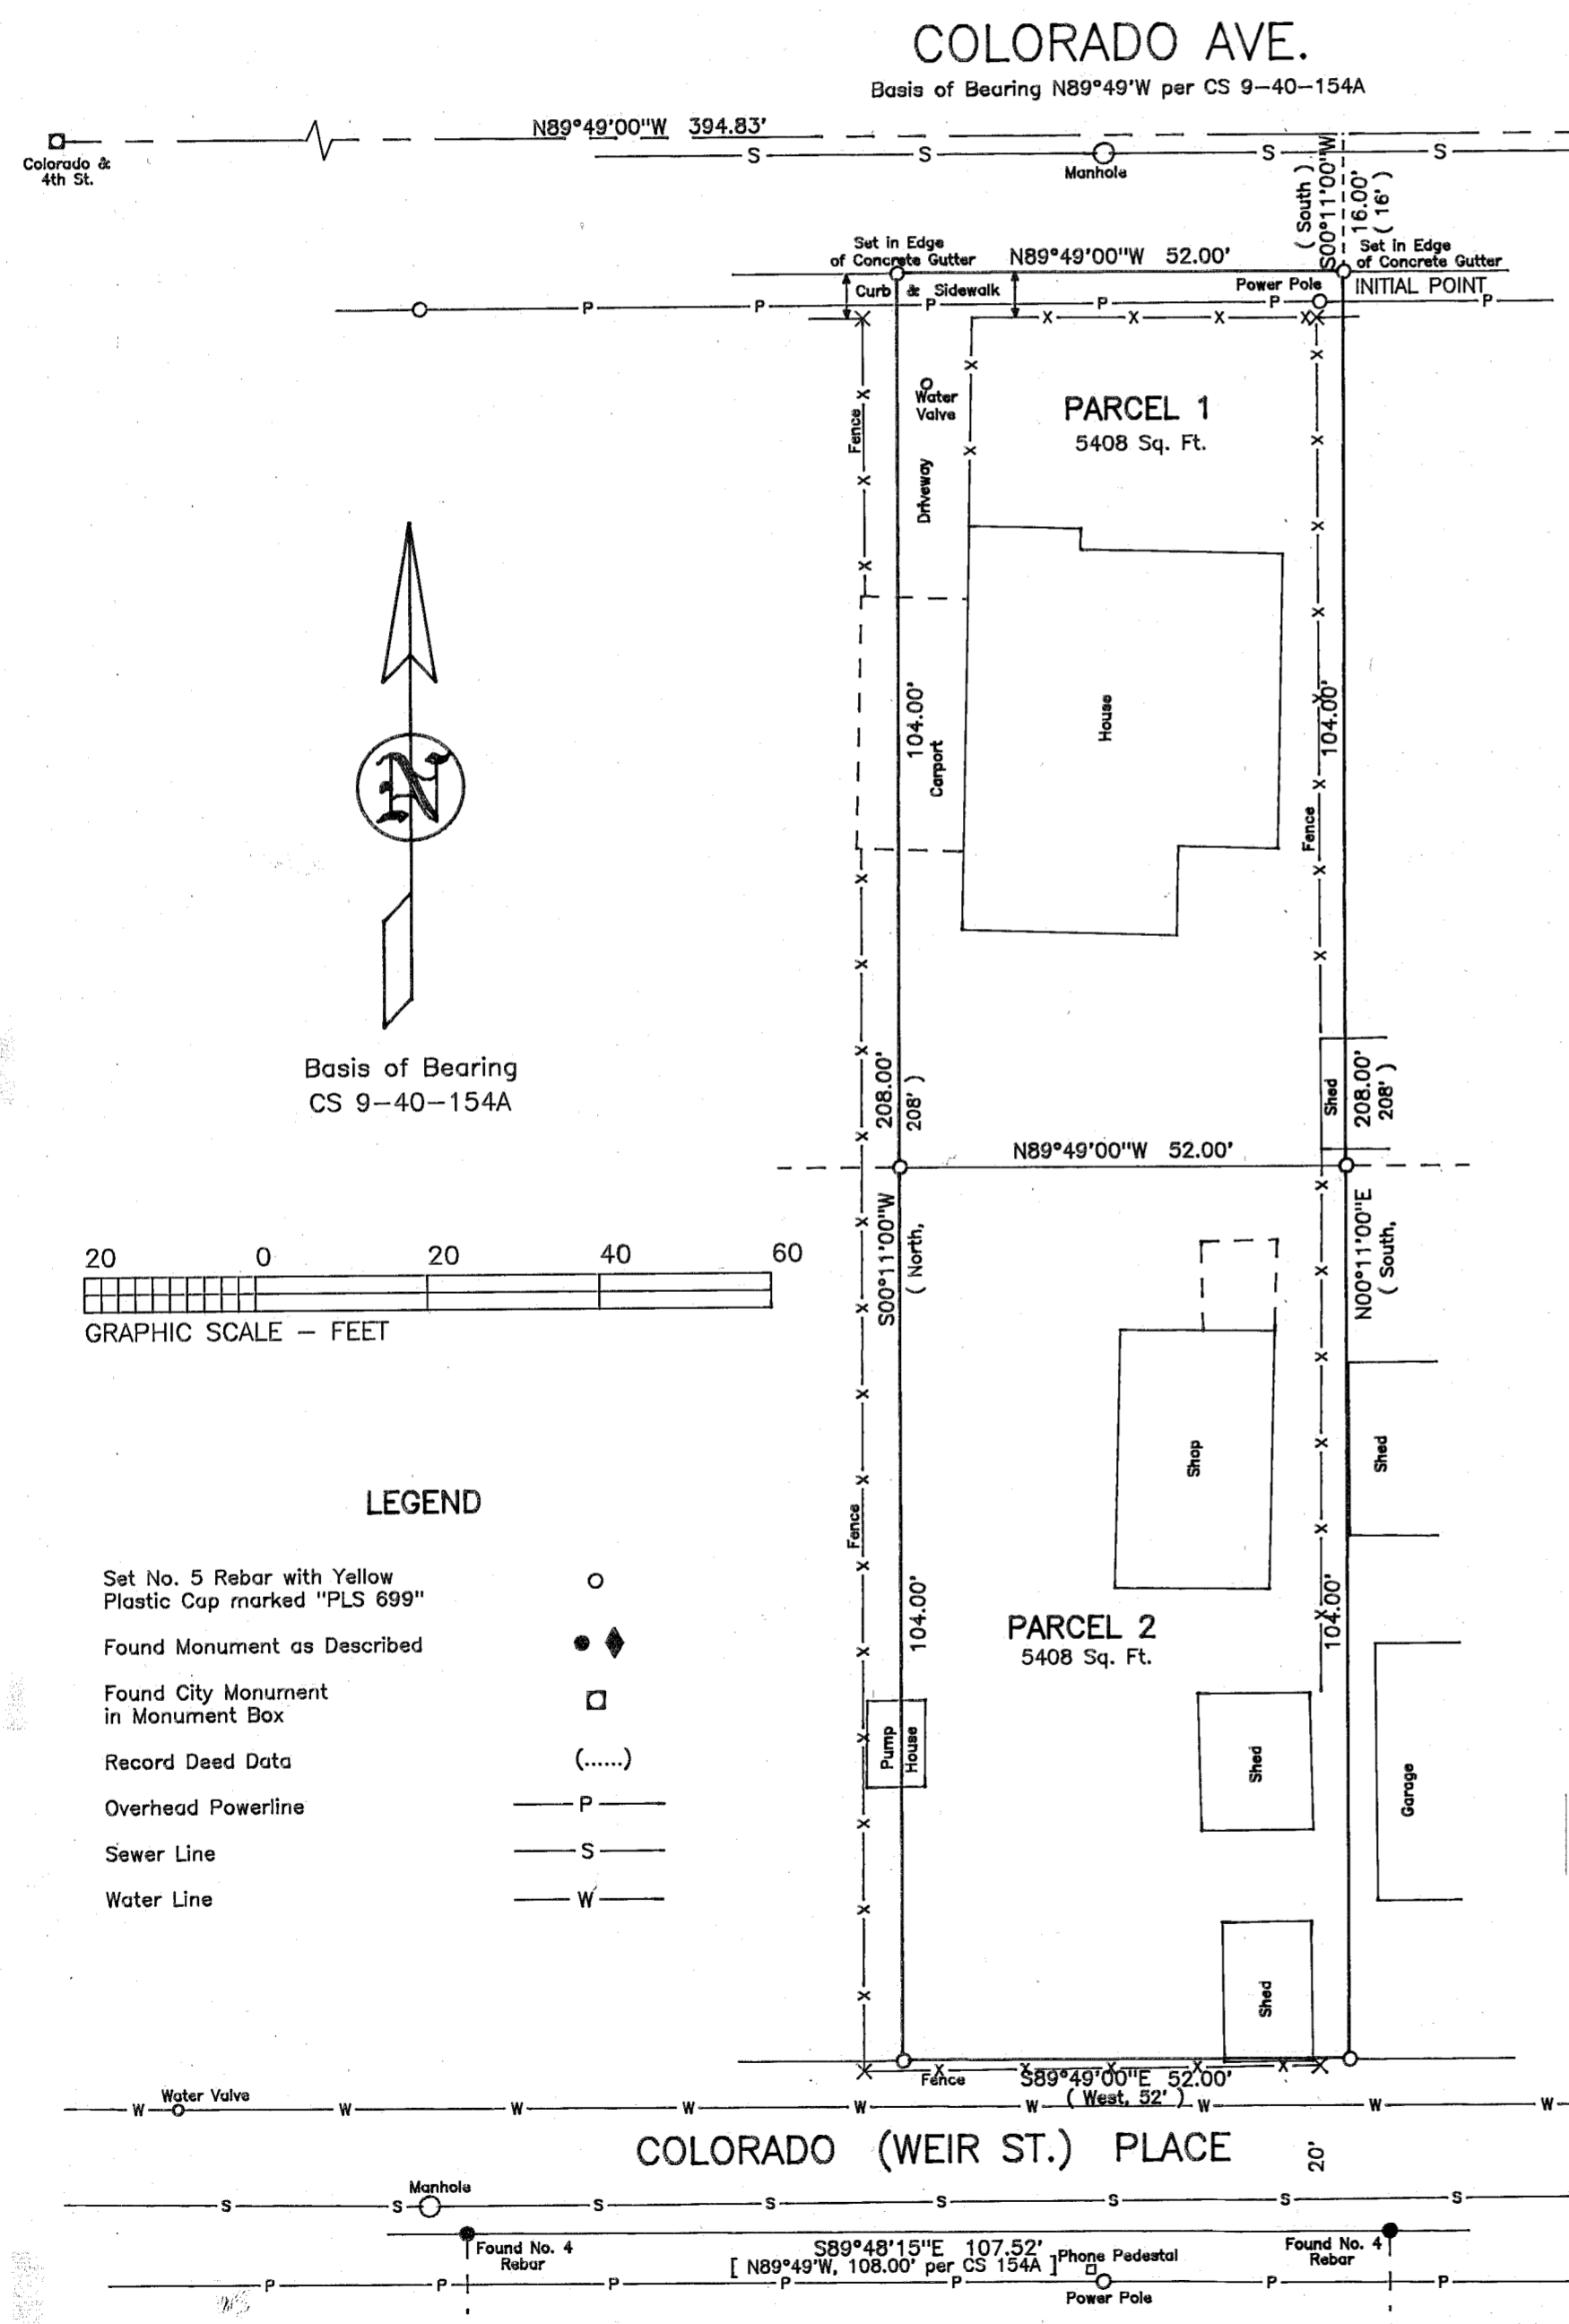 COLORADO AVE.
Basis of Bearing N89°49'W per CS 9-40-154A
N89°49'00"W 394.83'
Colorado &
4th St.
S S S S
Manhole
( South )
S00°11'00"W
16.00'
( 16' )
Set in Edge
of Concrete Gutter
N89°49'00"W 52.00'
Set in Edge
of Concrete Gutter
INITIAL POINT
Curb & Sidewalk
Power Pole
P P P P P P
Water
Valve
Fence
Driveway
PARCEL 1
5408 Sq. Ft.
104.00'
Carport
House
104.00'
Fence
N
Basis of Bearing
CS 9-40-154A
208.00'
208' )
Shed
208.00'
208' )
N89°49'00"W 52.00'
S00°11'00"W
( North,
N00°11'00"E
( South,
20 0 20 40 60
GRAPHIC SCALE - FEET
Shop
Shed
LEGEND
Set No. 5 Rebar with Yellow
Plastic Cap marked "PLS 699"
Found Monument as Described
Found City Monument
in Monument Box
Record Deed Data (......)
Overhead Powerline P
Sewer Line S
Water Line W
Fence
104.00'
PARCEL 2
5408 Sq. Ft.
104.00'
Pump
House
Shed
Garage
Shed
Fence
S89°49'00"E 52.00'
( West, 52' )
Water Valve
W W W W W W W W W
COLORADO (WEIR ST.) PLACE
20'
Manhole
S S S S S S S S
Found No. 4
Rebar
S89°48'15"E 107.52'
[ N89°49'W, 108.00' per CS 154A ]
Phone Pedestal
Found No. 4
Rebar
P P P P P P P
Power Pole